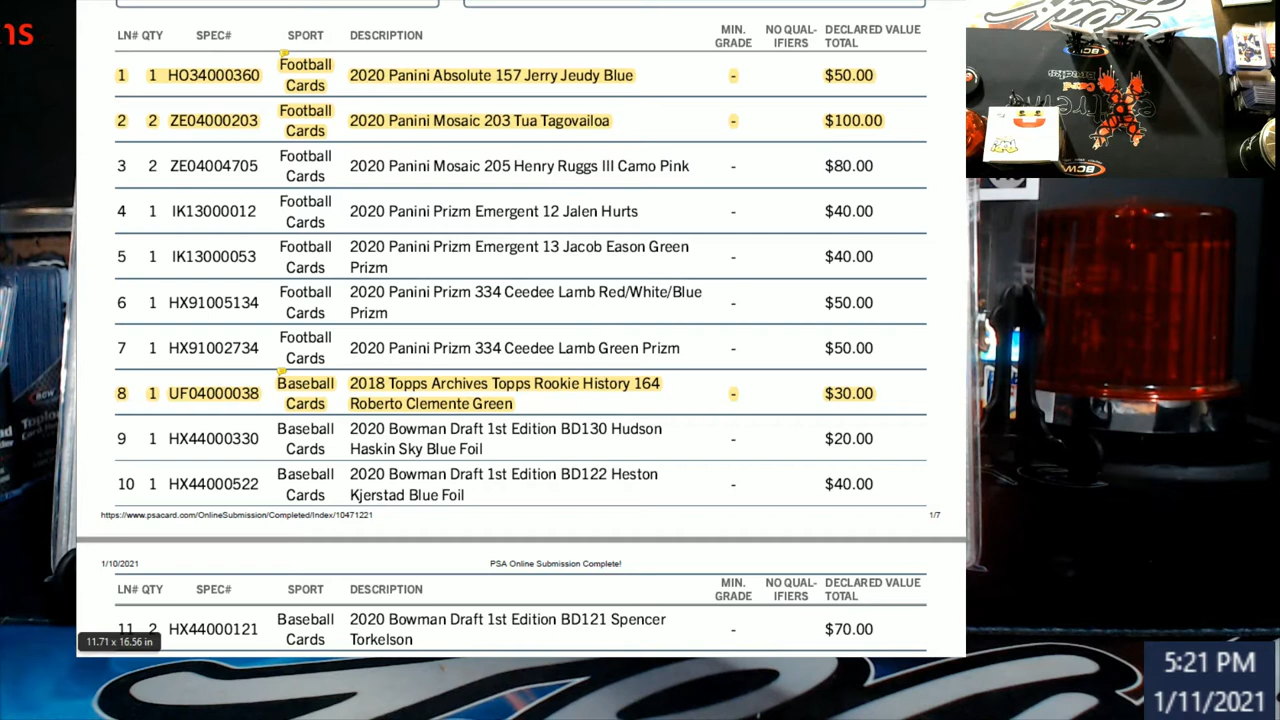 ns
LN# QTY SPEC# SPORT DESCRIPTION MIN. GRADE NO QUAL-IFIERS DECLARED VALUE TOTAL
1 1 HO34000360 Football Cards 2020 Panini Absolute 157 Jerry Jeudy Blue - $50.00
2 2 ZE04000203 Football Cards 2020 Panini Mosaic 203 Tua Tagovailoa - $100.00
3 2 ZE04004705 Football Cards 2020 Panini Mosaic 205 Henry Ruggs III Camo Pink - $80.00
4 1 IK13000012 Football Cards 2020 Panini Prizm Emergent 12 Jalen Hurts - $40.00
5 1 IK13000053 Football Cards 2020 Panini Prizm Emergent 13 Jacob Eason Green Prizm - $40.00
6 1 HX91005134 Football Cards 2020 Panini Prizm 334 Ceedee Lamb Red/White/Blue Prizm - $50.00
7 1 HX91002734 Football Cards 2020 Panini Prizm 334 Ceedee Lamb Green Prizm - $50.00
8 1 UF04000038 Baseball Cards 2018 Topps Archives Topps Rookie History 164 Roberto Clemente Green - $30.00
9 1 HX44000330 Baseball Cards 2020 Bowman Draft 1st Edition BD130 Hudson Haskin Sky Blue Foil - $20.00
10 1 HX44000522 Baseball Cards 2020 Bowman Draft 1st Edition BD122 Heston Kjerstad Blue Foil - $40.00
https://www.psacard.com/OnlineSubmission/Completed/Index/10471221 1/7
1/10/2021 PSA Online Submission Complete!
LN# QTY SPEC# SPORT DESCRIPTION MIN. GRADE NO QUAL-IFIERS DECLARED VALUE TOTAL
11 2 HX44000121 Baseball Cards 2020 Bowman Draft 1st Edition BD121 Spencer Torkelson - $70.00
11.71 x 16.56 in
BCW
BCW
5:21 PM
1/11/2021